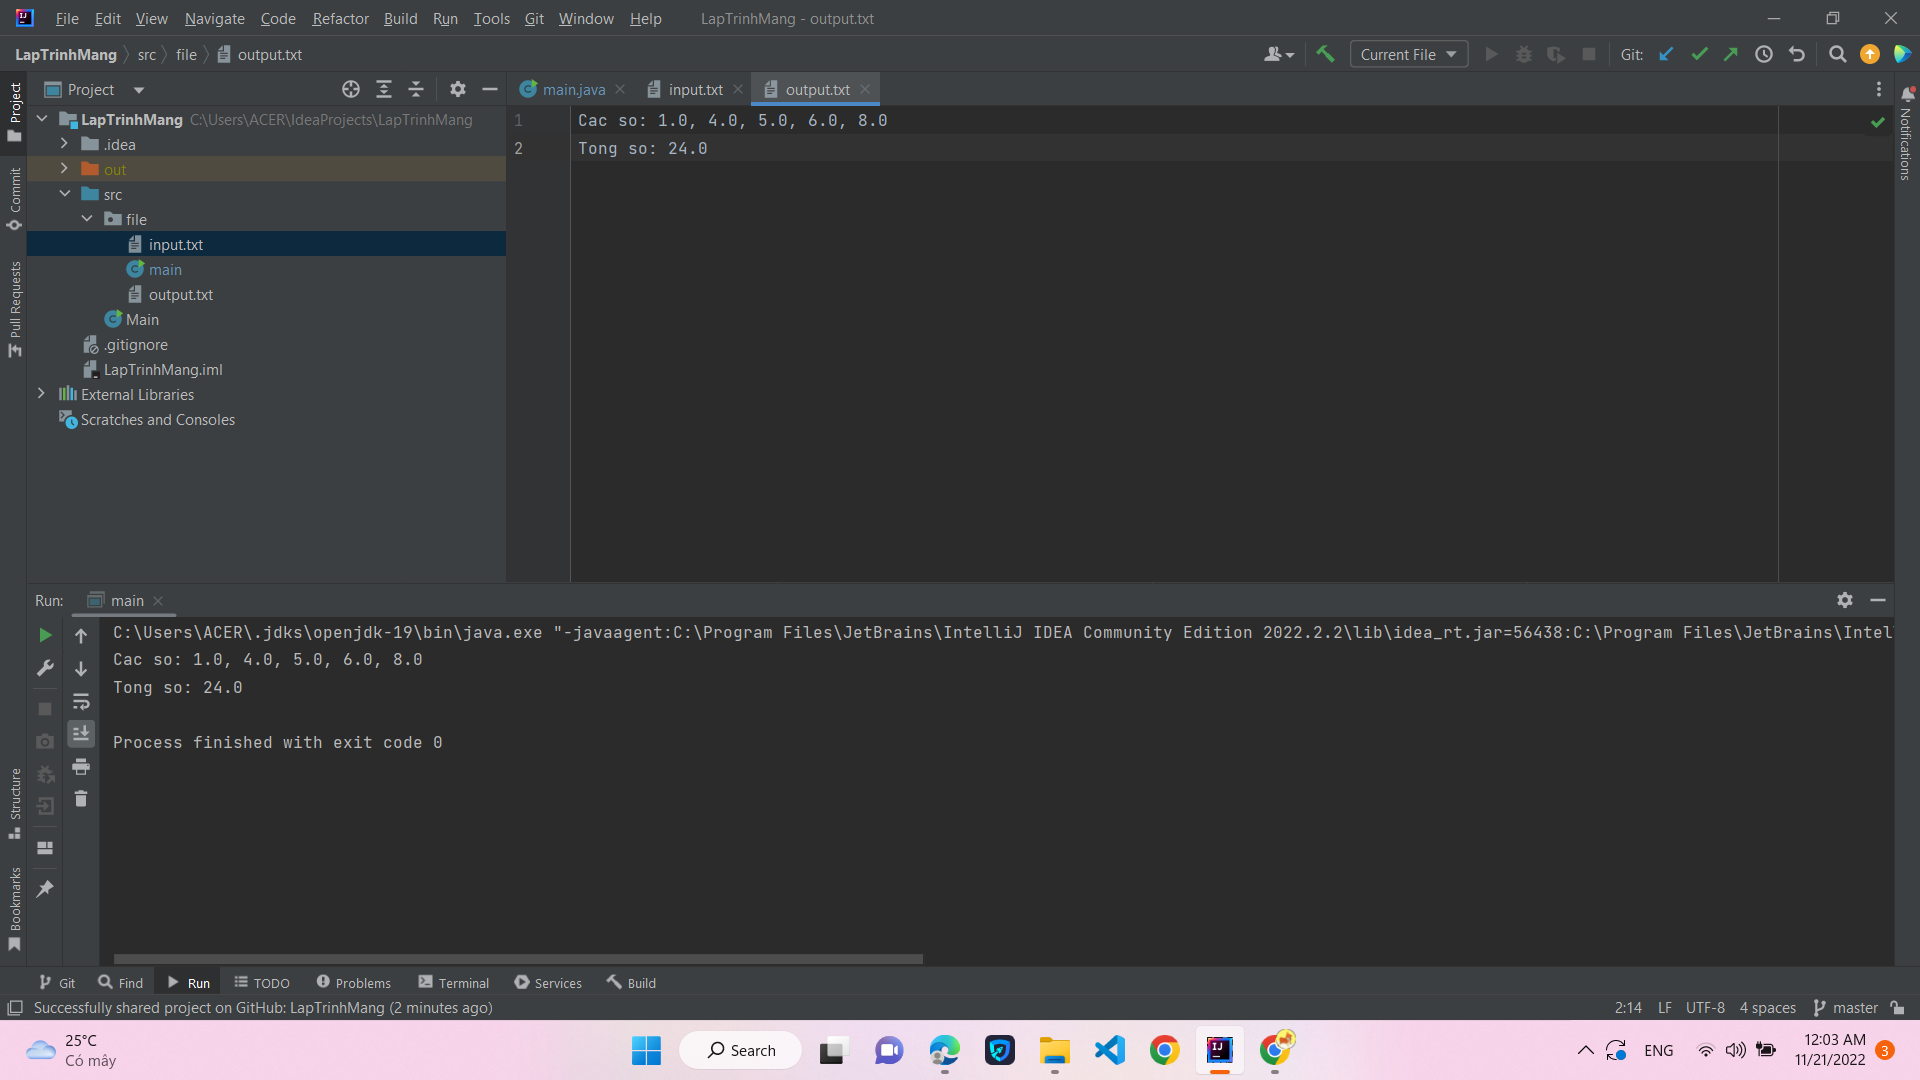 File Edit View Navigate Code Refactor Build Run Tools Git Window Help LapTrinhMang - output.txt
LapTrinhMang src file output.txt Current File Git:
Project main.java input.txt output.txt
LapTrinhMang C:\Users\ACER\IdeaProjects\LapTrinhMang
.idea
out
src
file
input.txt
main
output.txt
Main
.gitignore
LapTrinhMang.iml
External Libraries
Scratches and Consoles
1 Cac so: 1.0, 4.0, 5.0, 6.0, 8.0
2 Tong so: 24.0
Project
Commit
Pull Requests
Structure
Bookmarks
Notifications
Run: main
C:\Users\ACER\.jdks\openjdk-19\bin\java.exe "-javaagent:C:\Program Files\JetBrains\IntelliJ IDEA Community Edition 2022.2.2\lib\idea_rt.jar=56438:C:\Program Files\JetBrains\Intel
Cac so: 1.0, 4.0, 5.0, 6.0, 8.0
Tong so: 24.0
Process finished with exit code 0
Git Find Run TODO Problems Terminal Services Build
Successfully shared project on GitHub: LapTrinhMang (2 minutes ago) 2:14 LF UTF-8 4 spaces master
25°C
Có mây
Search
ENG
12:03 AM
11/21/2022
3